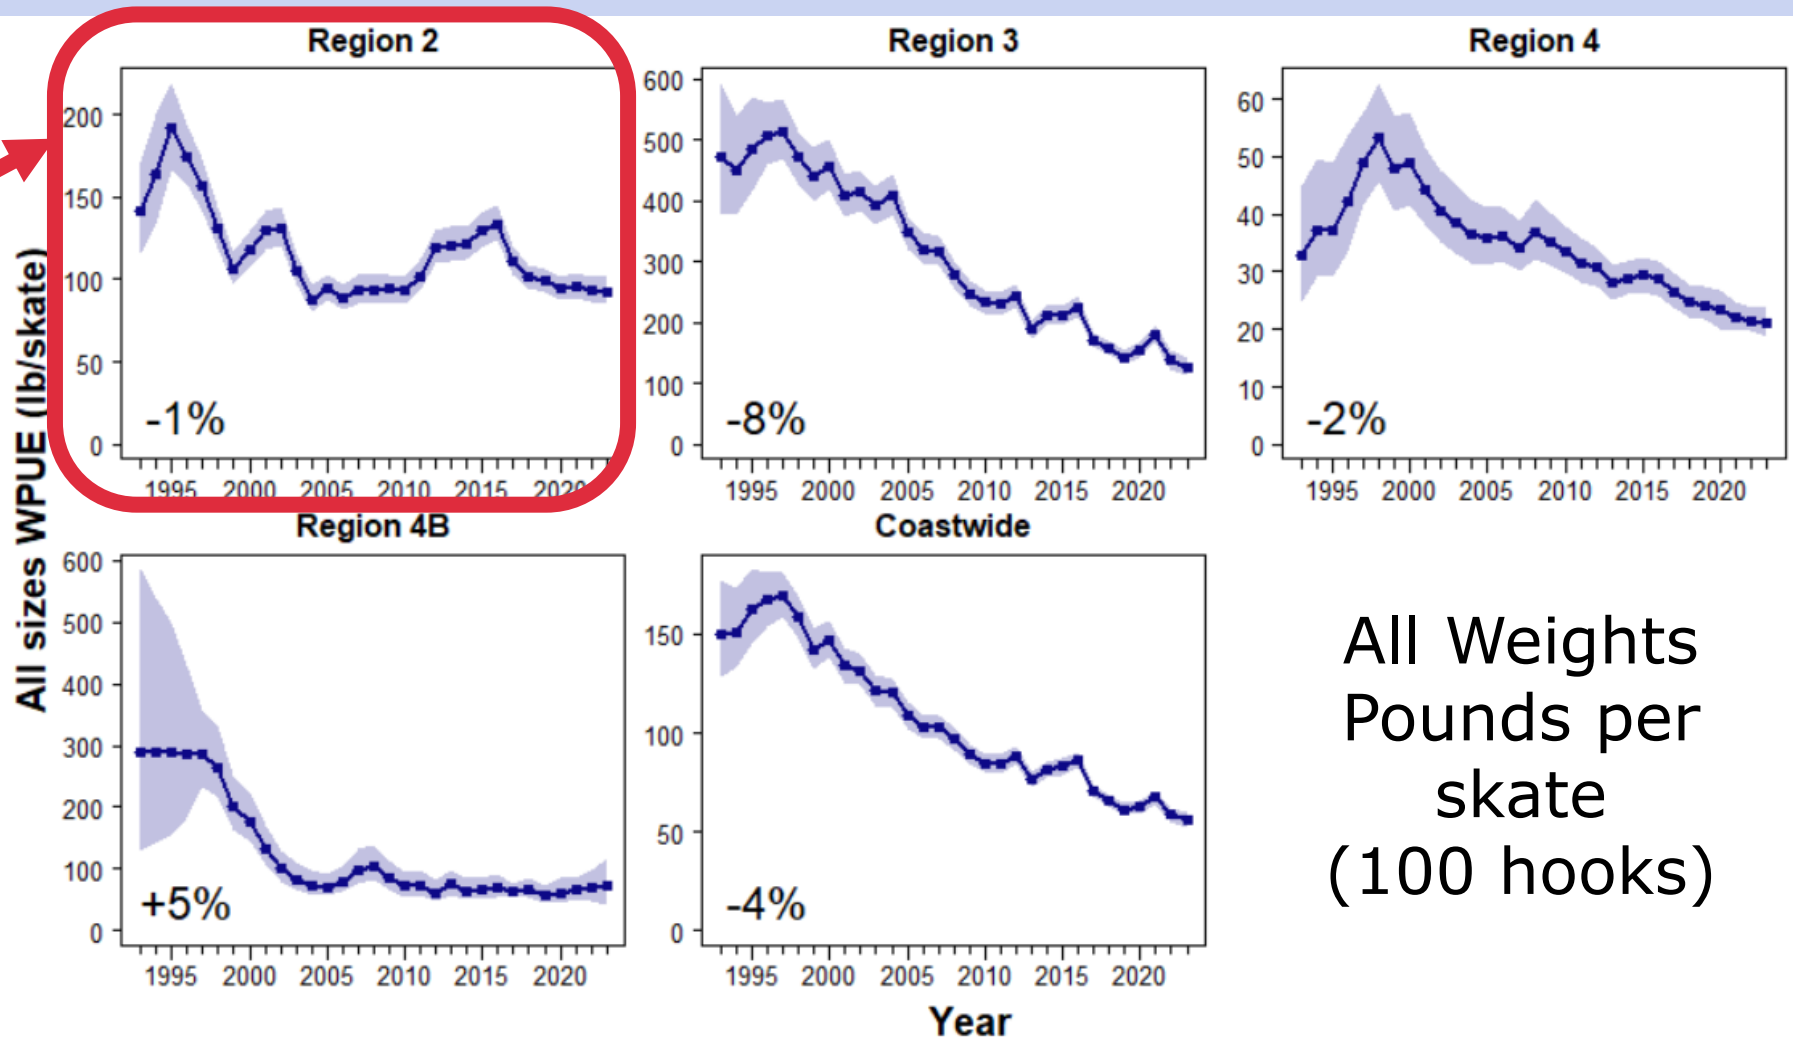 Region 2
Region 3
Region 4
All sizes WPUE (lb/skate)
200
150
100
50
0
-1%
1995 2000 2005 2010 2015 2020
600
500
400
300
200
100
0
-8%
1995 2000 2005 2010 2015 2020
60
50
40
30
20
10
0
-2%
1995 2000 2005 2010 2015 2020
Region 4B
Coastwide
600
500
400
300
200
100
0
+5%
1995 2000 2005 2010 2015 2020
150
100
50
0
-4%
1995 2000 2005 2010 2015 2020
Year
All Weights
Pounds per
skate
(100 hooks)